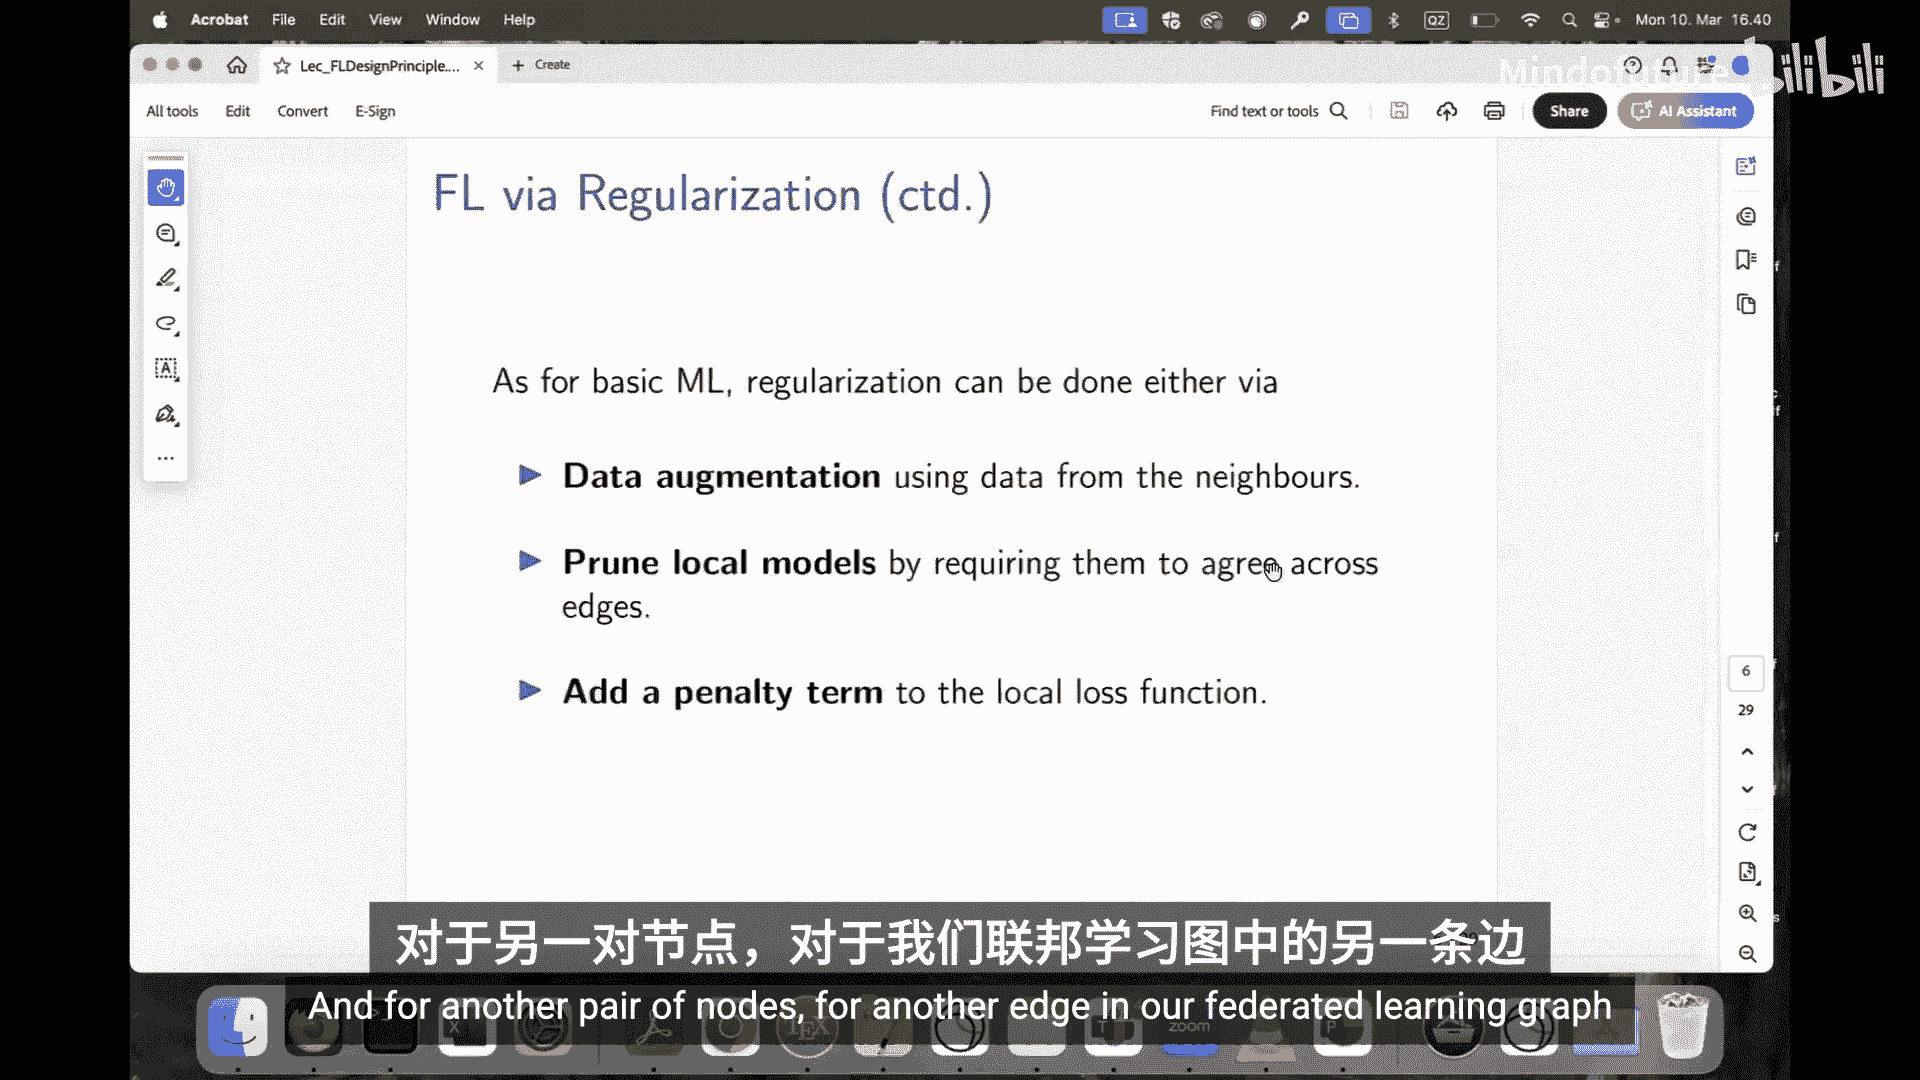 Acrobat File Edit View Window Help QZ Mon 10. Mar 16.40
Lec_FLDesignPrinciple.... × + Create
Mindofuture bilibili
All tools Edit Convert E-Sign Find text or tools Share AI Assistant
FL via Regularization (ctd.)
As for basic ML, regularization can be done either via
Data augmentation using data from the neighbours.
Prune local models by requiring them to agree across
edges.
Add a penalty term to the local loss function.
6
29
对于另一对节点，对于我们联邦学习图中的另一条边
And for another pair of nodes, for another edge in our federated learning graph
zoom